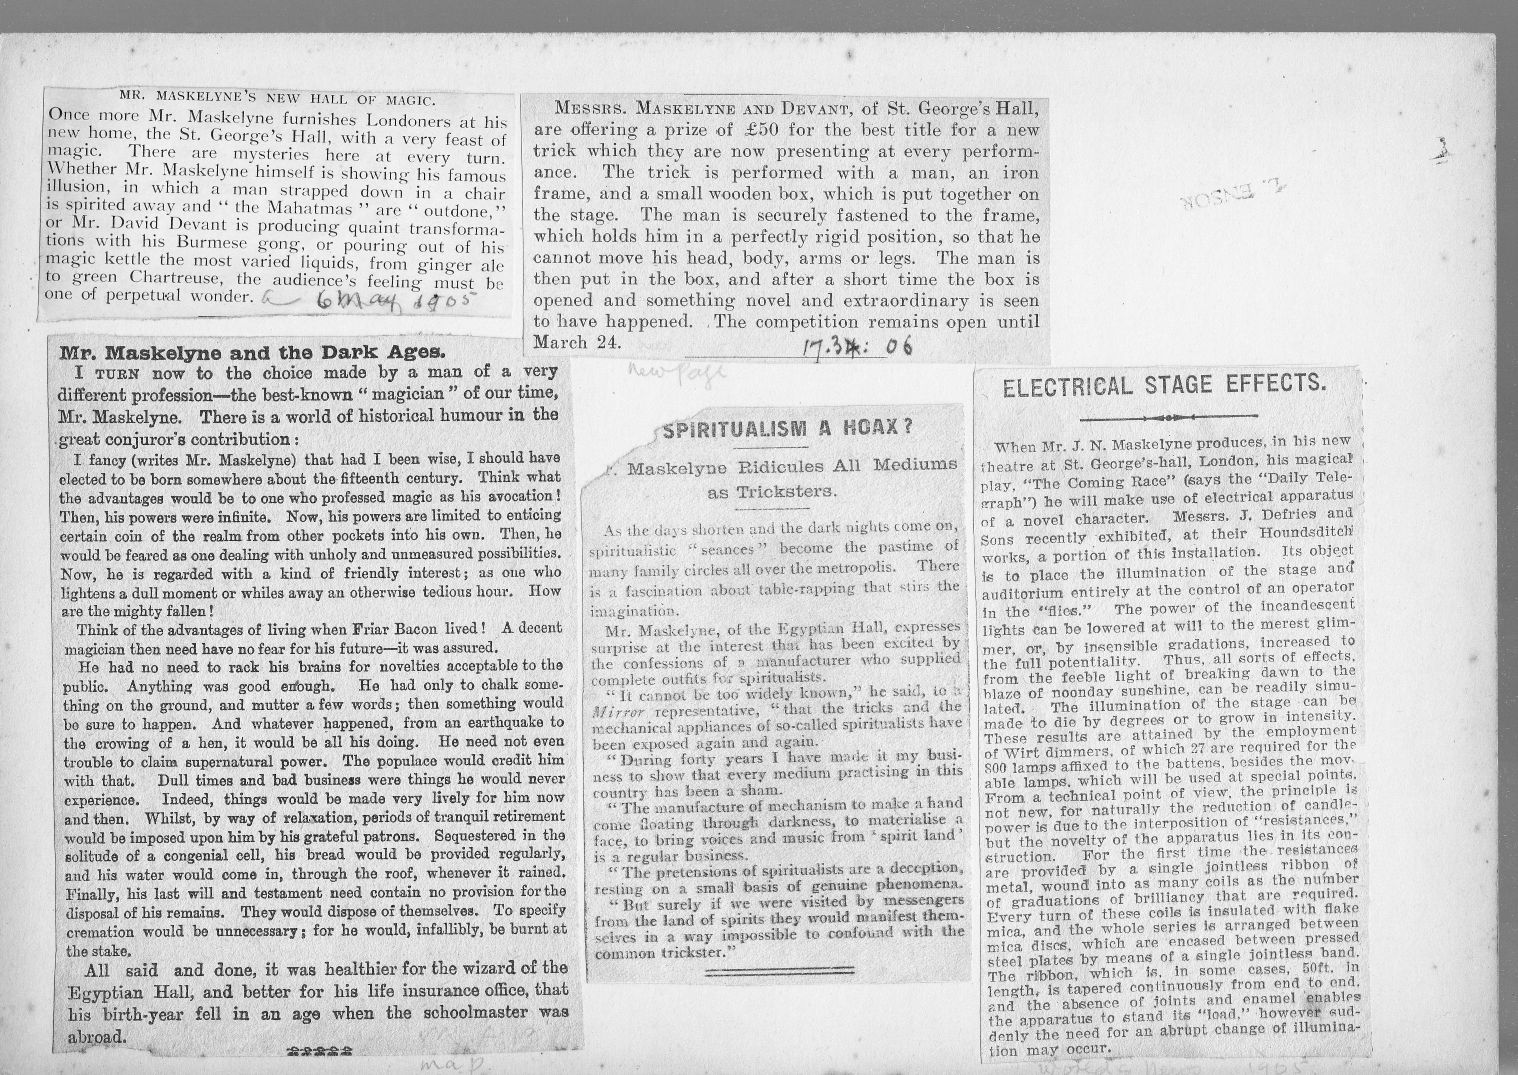 MR. MASKELYNE'S NEW HALL OF MAGIC.
Once more Mr. Maskelyne furnishes Londoners at his
new home, the St. George's Hall, with a very feast of
magic. There are mysteries here at every turn.
Whether Mr. Maskelyne himself is showing his famous
illusion, in which a man strapped down in a chair
is spirited away and " the Mahatmas " are " outdone,"
or Mr. David Devant is producing quaint transforma-
tions with his Burmese gong, or pouring out of his
magic kettle the most varied liquids, from ginger ale
to green Chartreuse, the audience's feeling must be
one of perpetual wonder. 6 May 1905
MESSRS. MASKELYNE AND DEVANT, of St. George's Hall,
are offering a prize of £50 for the best title for a new
trick which they are now presenting at every perform-
ance. The trick is performed with a man, an iron
frame, and a small wooden box, which is put together on
the stage. The man is securely fastened to the frame,
which holds him in a perfectly rigid position, so that he
cannot move his head, body, arms or legs. The man is
then put in the box, and after a short time the box is
opened and something novel and extraordinary is seen
to have happened. The competition remains open until
March 24.
17.3.06
T. ENSOR
Mr. Maskelyne and the Dark Ages.
I TURN now to the choice made by a man of a very
different profession—the best-known " magician " of our time,
Mr. Maskelyne. There is a world of historical humour in the
great conjuror's contribution :
I fancy (writes Mr. Maskelyne) that had I been wise, I should have
elected to be born somewhere about the fifteenth century. Think what
the advantages would be to one who professed magic as his avocation!
Then, his powers were infinite. Now, his powers are limited to enticing
certain coin of the realm from other pockets into his own. Then, he
would be feared as one dealing with unholy and unmeasured possibilities.
Now, he is regarded with a kind of friendly interest; as one who
lightens a dull moment or whiles away an otherwise tedious hour. How
are the mighty fallen!
Think of the advantages of living when Friar Bacon lived! A decent
magician then need have no fear for his future—it was assured.
He had no need to rack his brains for novelties acceptable to the
public. Anything was good enough. He had only to chalk some-
thing on the ground, and mutter a few words; then something would
be sure to happen. And whatever happened, from an earthquake to
the crowing of a hen, it would be all his doing. He need not even
trouble to claim supernatural power. The populace would credit him
with that. Dull times and bad business were things he would never
experience. Indeed, things would be made very lively for him now
and then. Whilst, by way of relaxation, periods of tranquil retirement
would be imposed upon him by his grateful patrons. Sequestered in the
solitude of a congenial cell, his bread would be provided regularly,
and his water would come in, through the roof, whenever it rained.
Finally, his last will and testament need contain no provision for the
disposal of his remains. They would dispose of themselves. To specify
cremation would be unnecessary; for he would, infallibly, be burnt at
the stake.
All said and done, it was healthier for the wizard of the
Egyptian Hall, and better for his life insurance office, that
his birth-year fell in an age when the schoolmaster was
abroad.
map
new page
SPIRITUALISM A HOAX?
r. Maskelyne Ridicules All Mediums
as Tricksters.
As the days shorten and the dark nights come on,
spiritualistic " seances " become the pastime of
many family circles all over the metropolis. There
is a fascination about table-rapping that stirs the
imagination.
Mr. Maskelyne, of the Egyptian Hall, expresses
surprise at the interest that has been excited by
the confessions of a manufacturer who supplied
complete outfits for spiritualists.
" It cannot be too widely known," he said, to a
Mirror representative, " that the tricks and the
mechanical appliances of so-called spiritualists have
been exposed again and again.
" During forty years I have made it my busi-
ness to show that every medium practising in this
country has been a sham.
" The manufacture of mechanism to make a hand
come floating through darkness, to materialise a
face, to bring voices and music from ' spirit land '
is a regular business.
" The pretensions of spiritualists are a deception,
resting on a small basis of genuine phenomena.
" But surely if we were visited by messengers
from the land of spirits they would manifest them-
selves in a way impossible to confound with the
common trickster."
ELECTRICAL STAGE EFFECTS.
When Mr. J. N. Maskelyne produces, in his new
theatre at St. George's-hall, London, his magical
play, "The Coming Race" (says the "Daily Tele-
graph") he will make use of electrical apparatus
of a novel character. Messrs. J. Defries and
Sons recently exhibited, at their Houndsditch
works, a portion of this installation. Its object
is to place the illumination of the stage and
auditorium entirely at the control of an operator
in the "flies." The power of the incandescent
lights can be lowered at will to the merest glim-
mer, or, by insensible gradations, increased to
the full potentiality. Thus, all sorts of effects,
from the feeble light of breaking dawn to the
blaze of noonday sunshine, can be readily simu-
lated. The illumination of the stage can be
made to die by degrees or to grow in intensity.
These results are attained by the employment
of Wirt dimmers, of which 27 are required for the
800 lamps affixed to the battens, besides the mov-
able lamps, which will be used at special points.
From a technical point of view, the principle is
not new, for naturally the reduction of candle-
power is due to the interposition of "resistances,"
but the novelty of the apparatus lies in its con-
struction. For the first time the resistances
are provided by a single jointless ribbon of
metal, wound into as many coils as the number
of graduations of brilliancy that are required.
Every turn of these coils is insulated with flake
mica, and the whole series is arranged between
mica discs, which are encased between pressed
steel plates by means of a single jointless band.
The ribbon, which is, in some cases, 50ft. in
length, is tapered continuously from end to end,
and the absence of joints and enamel enables
the apparatus to stand its "load," however sud-
denly the need for an abrupt change of illumina-
tion may occur.
World's News 1905